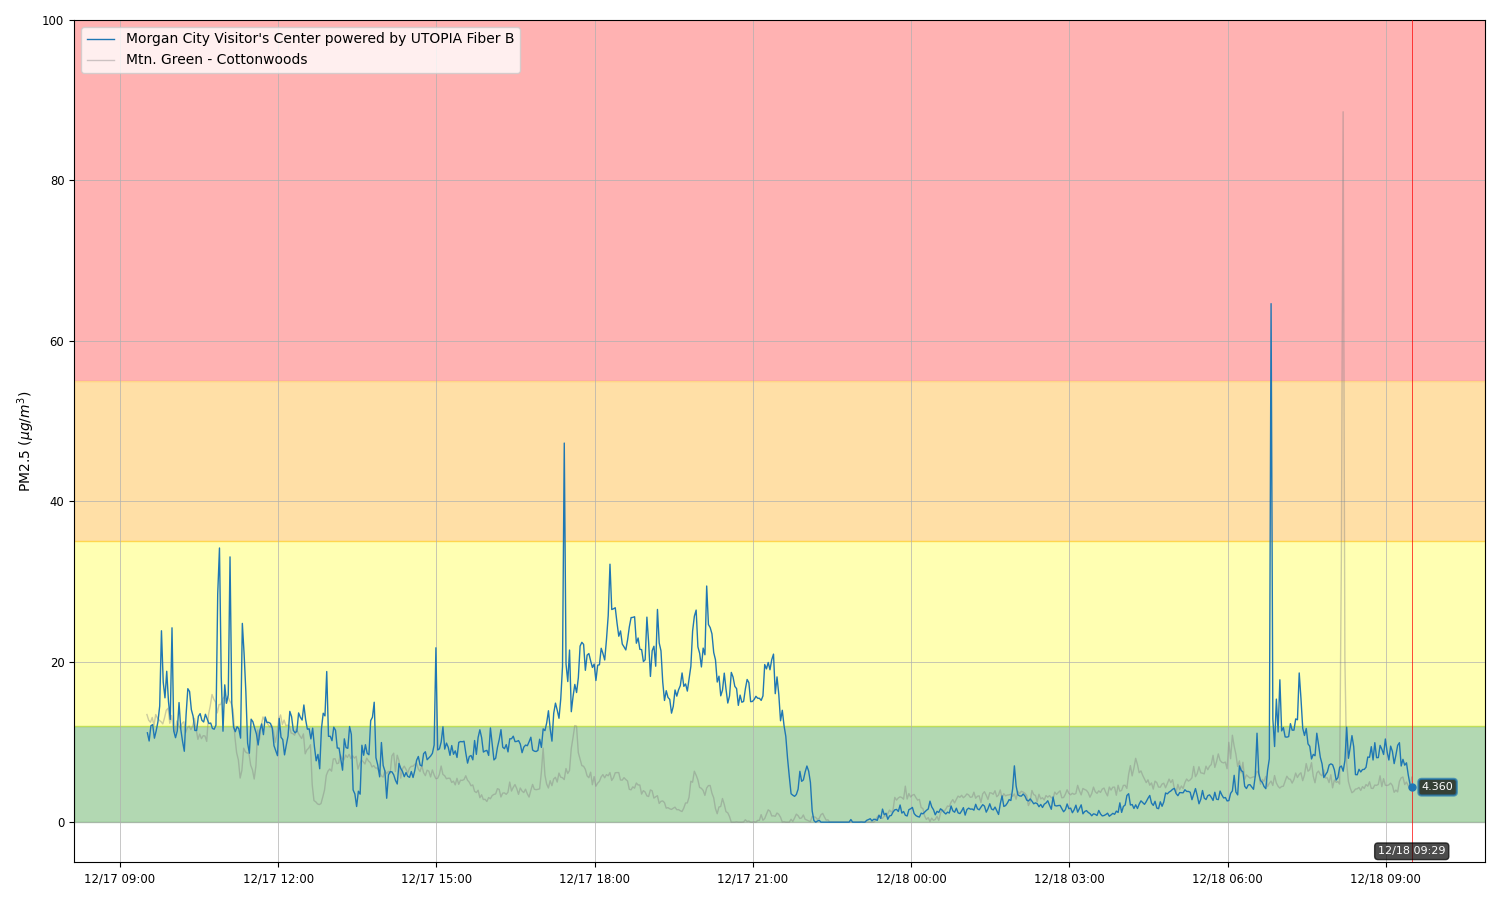 100
Morgan City Visitor's Center powered by UTOPIA Fiber B
Mtn. Green - Cottonwoods
80
60
PM2.5 (μg/m³)
40
20
4.360
0
12/18 09:29
12/17 09:00 12/17 12:00 12/17 15:00 12/17 18:00 12/17 21:00 12/18 00:00 12/18 03:00 12/18 06:00 12/18 09:00